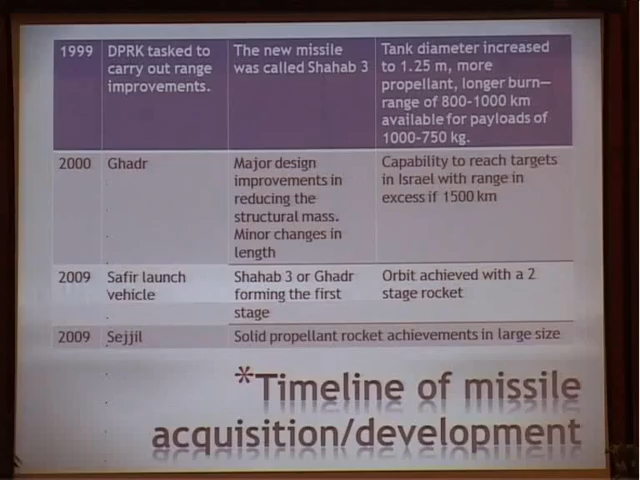 1999
DPRK tasked to
carry out range
improvements.
The new missile
was called Shahab 3
Tank diameter increased
to 1.25 m, more
propellant, longer burn—
range of 800-1000 km
available for payloads of
1000-750 kg.
2000
Ghadr
Major design
improvements in
reducing the
structural mass.
Minor changes in
length
Capability to reach targets
in Israel with range in
excess if 1500 km
2009
Safir launch
vehicle
Shahab 3 or Ghadr
forming the first
stage
Orbit achieved with a 2
stage rocket
2009
Sejjil
Solid propellant rocket achievements in large size
*Timeline of missile
acquisition/development